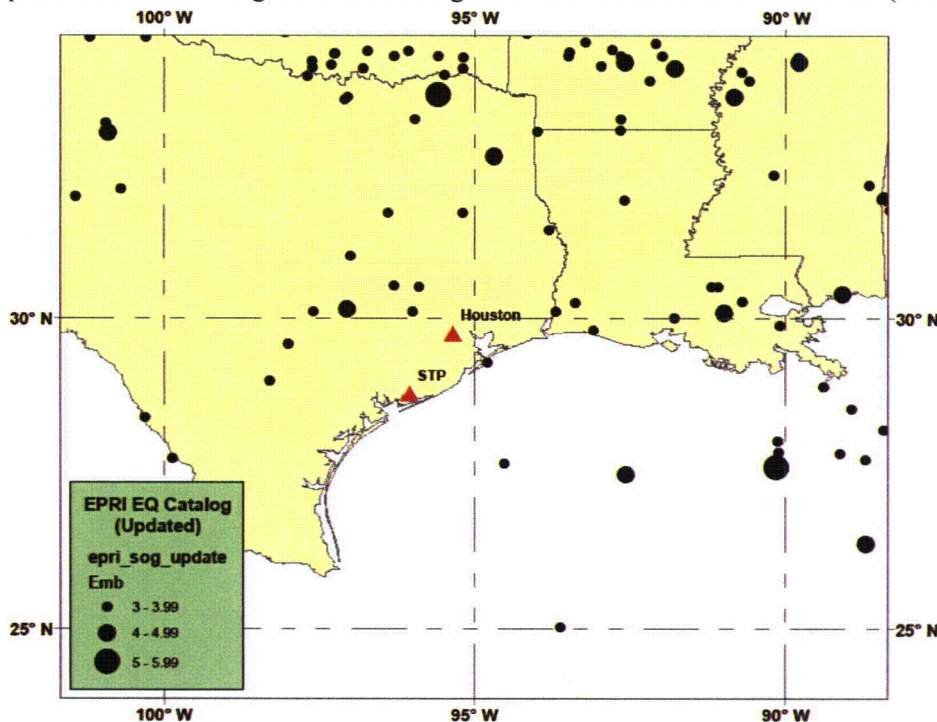 100° W 95° W 90° W
Houston
30° N 30° N
STP
EPRI EQ Catalog
(Updated)
epri_sog_update
Emb
3 - 3.99
4 - 4.99
5 - 5.99
25° N 25° N
100° W 95° W 90° W